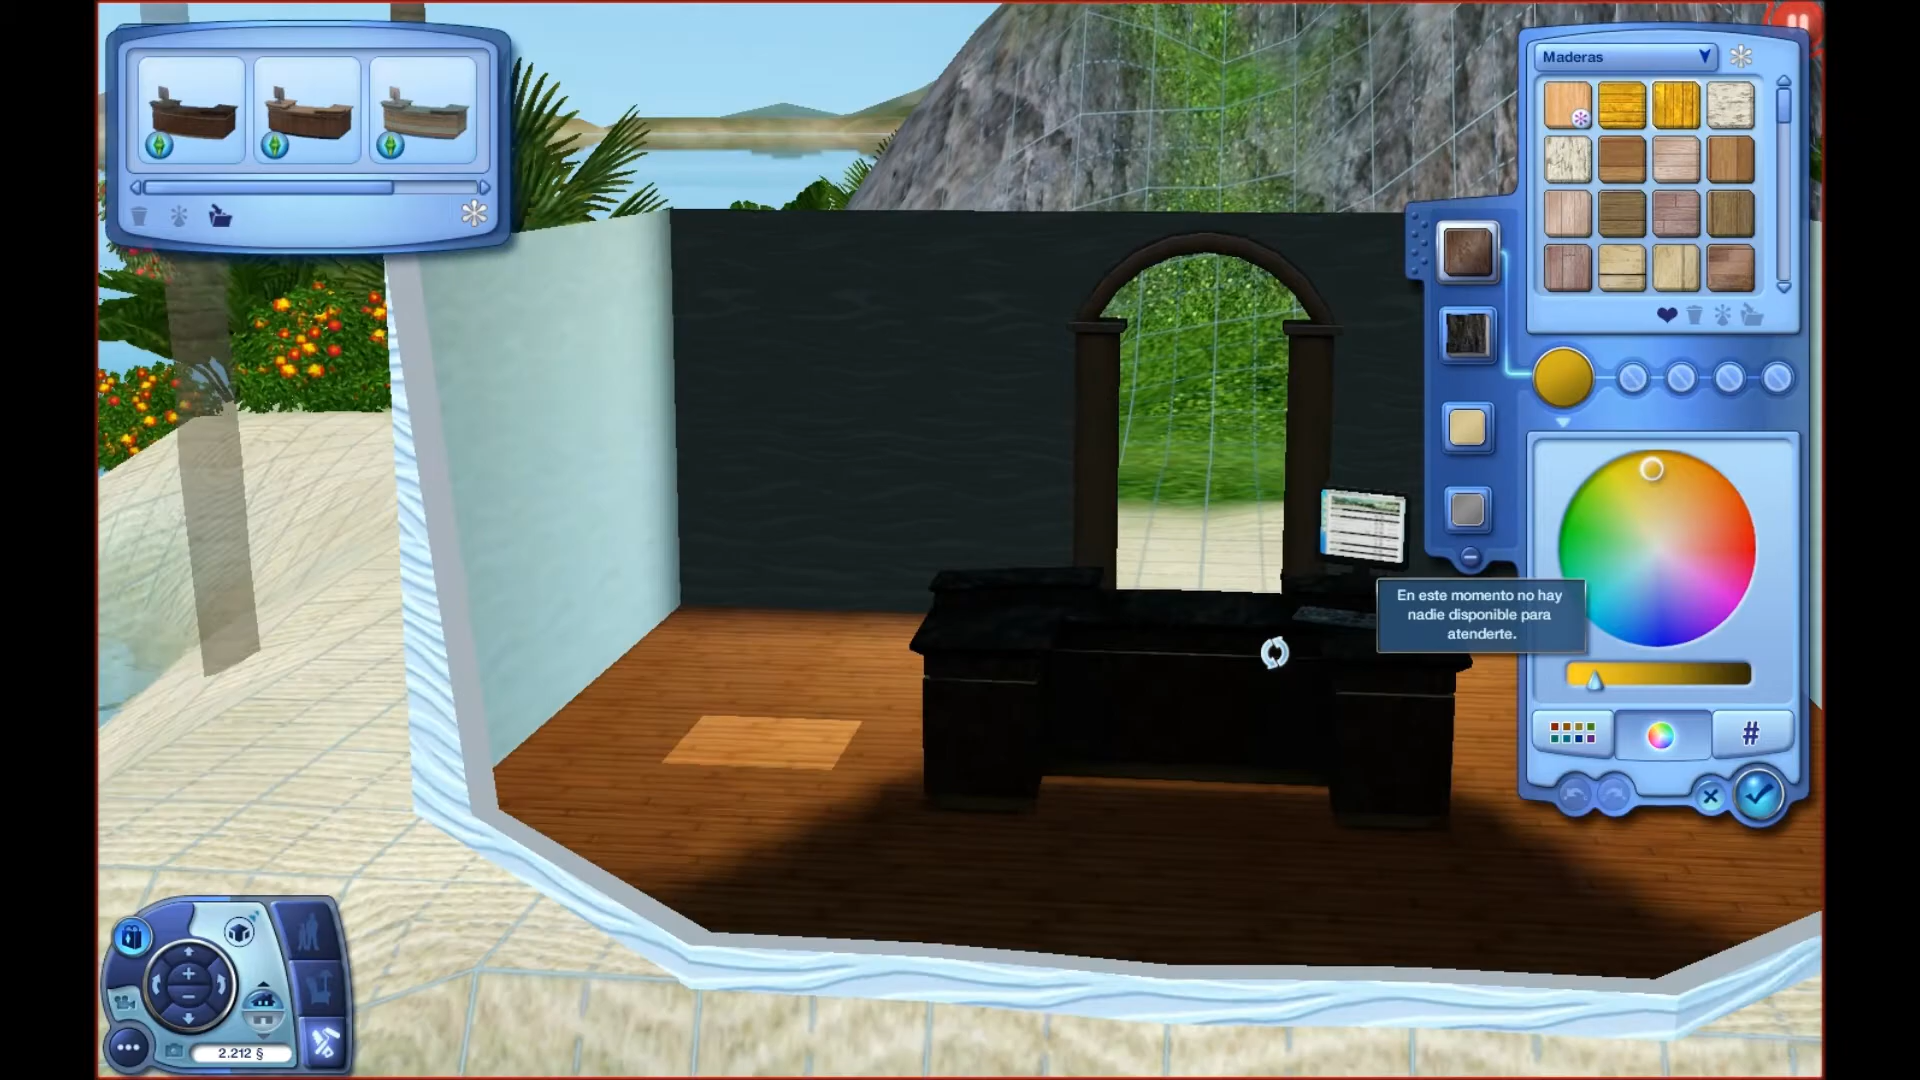 Maderas
En este momento no hay
nadie disponible para
atenderte.
#
2.212 §